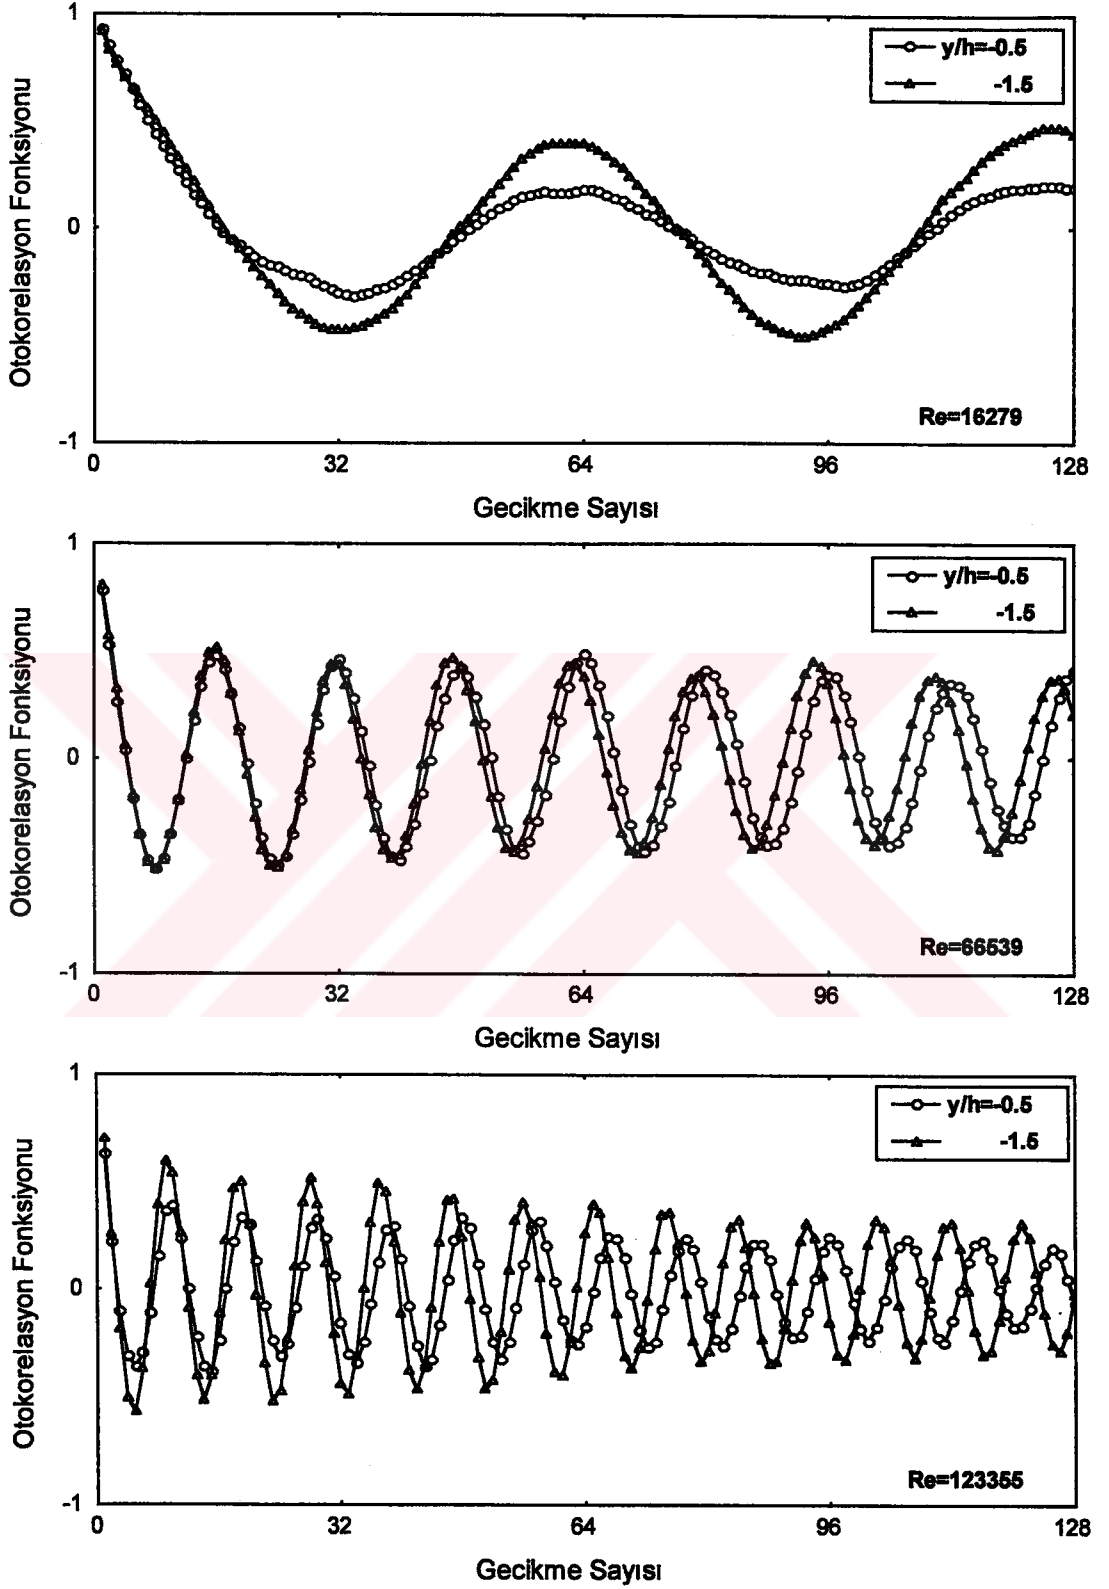 1
0
-1
Otokorelasyon Fonksiyonu
y/h=-0.5
-1.5
Re=16279
0 32 64 96 128
Gecikme Sayısı
1
0
-1
Otokorelasyon Fonksiyonu
y/h=-0.5
-1.5
Re=66539
0 32 64 96 128
Gecikme Sayısı
1
0
-1
Otokorelasyon Fonksiyonu
y/h=-0.5
-1.5
Re=123355
0 32 64 96 128
Gecikme Sayısı